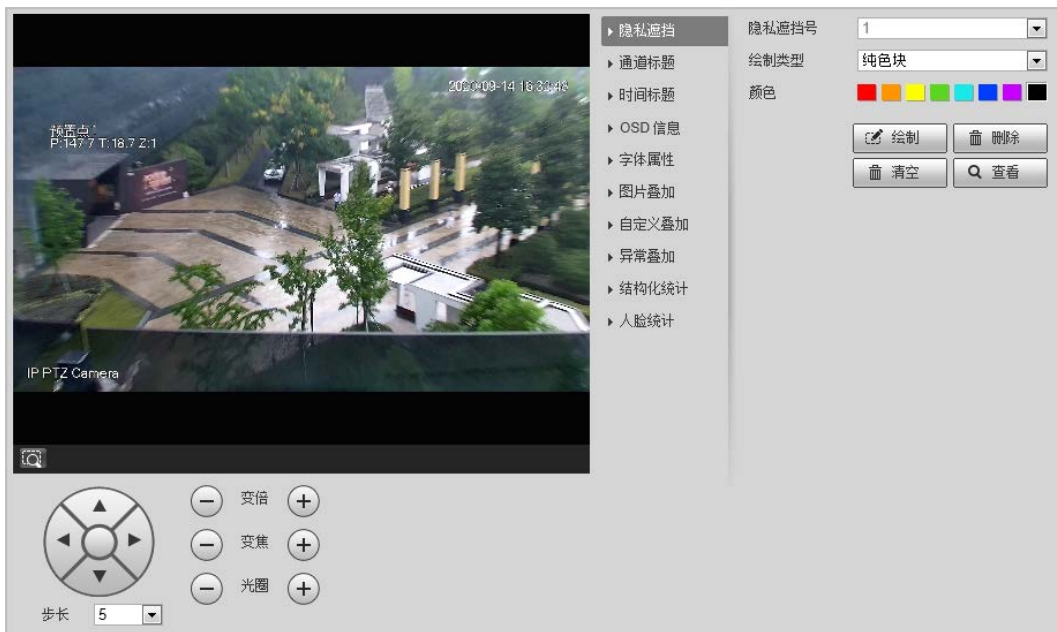 2020-09-14 16:33:43
预置点1
P:147.7 T:18.7 Z:1
IP PTZ Camera
变倍
变焦
光圈
步长 5
隐私遮挡
通道标题
时间标题
OSD 信息
字体属性
图片叠加
自定义叠加
异常叠加
结构化统计
人脸统计
隐私遮挡号 1
绘制类型 纯色块
颜色
绘制 删除
清空 查看